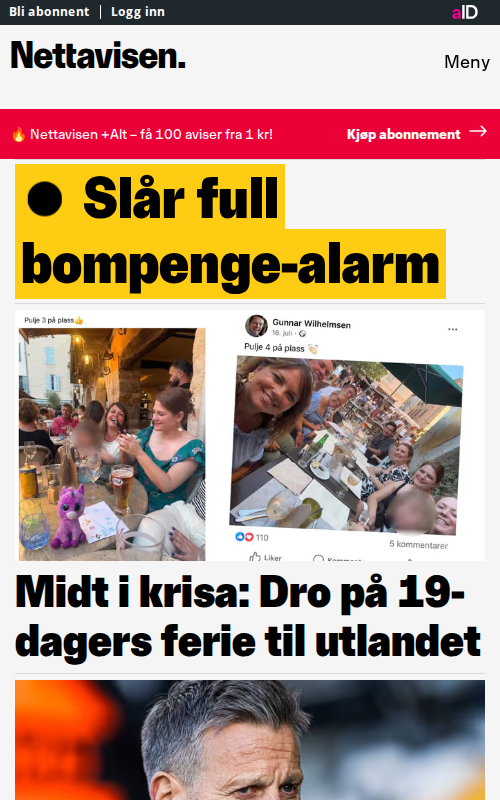 Bli abonnent | Logg inn
aID
Nettavisen.
Meny
🔥 Nettavisen +Alt – få 100 aviser fra 1 kr!
Kjøp abonnement →
● Slår full
bompenge-alarm
Pulje 3 på plass👍
Gunnar Wilhelmsen
16. juli ·
...
Pulje 4 på plass 👏
110
5 kommentarer
Liker
Midt i krisa: Dro på 19-
dagers ferie til utlandet